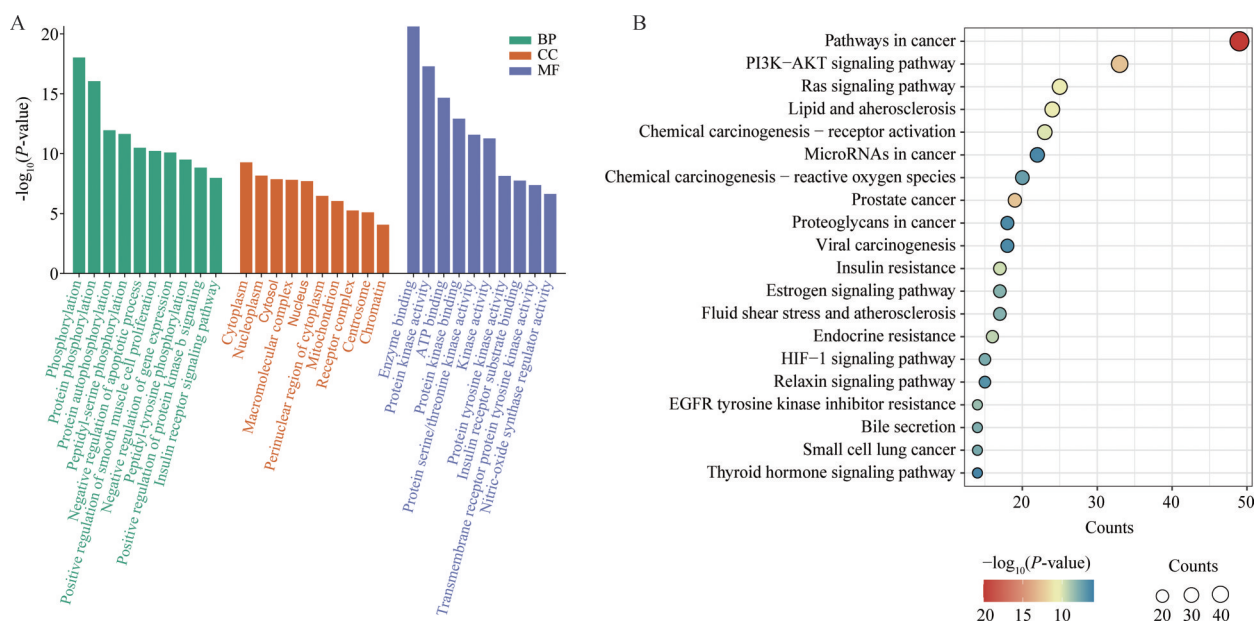 A
-log10(P-value)
20
15
10
5
0
BP
CC
MF
Phosphorylation
Protein phosphorylation
Protein autophosphorylation
Peptidyl-serine phosphorylation
Negative regulation of apoptotic process
Positive regulation of smooth muscle cell proliferation
Negative regulation of gene expression
Peptidyl-tyrosine phosphorylation
Positive regulation of protein kinase b signaling
Insulin receptor signaling pathway
Cytoplasm
Nucleoplasm
Cytosol
Macromolecular complex
Nucleus
Perinuclear region of cytoplasm
Mitochondrion
Receptor complex
Centrosome
Chromatin
Enzyme binding
Protein kinase activity
ATP binding
Protein kinase binding
Protein serine/threonine kinase activity
Kinase activity
Protein tyrosine kinase activity
Insulin receptor substrate binding
Transmembrane receptor protein tyrosine kinase activity
Nitric-oxide synthase regulator activity
B
Pathways in cancer
PI3K−AKT signaling pathway
Ras signaling pathway
Lipid and aherosclerosis
Chemical carcinogenesis − receptor activation
MicroRNAs in cancer
Chemical carcinogenesis − reactive oxygen species
Prostate cancer
Proteoglycans in cancer
Viral carcinogenesis
Insulin resistance
Estrogen signaling pathway
Fluid shear stress and atherosclerosis
Endocrine resistance
HIF−1 signaling pathway
Relaxin signaling pathway
EGFR tyrosine kinase inhibitor resistance
Bile secretion
Small cell lung cancer
Thyroid hormone signaling pathway
20 30 40 50
Counts
−log10(P-value)
20 15 10
Counts
20 30 40